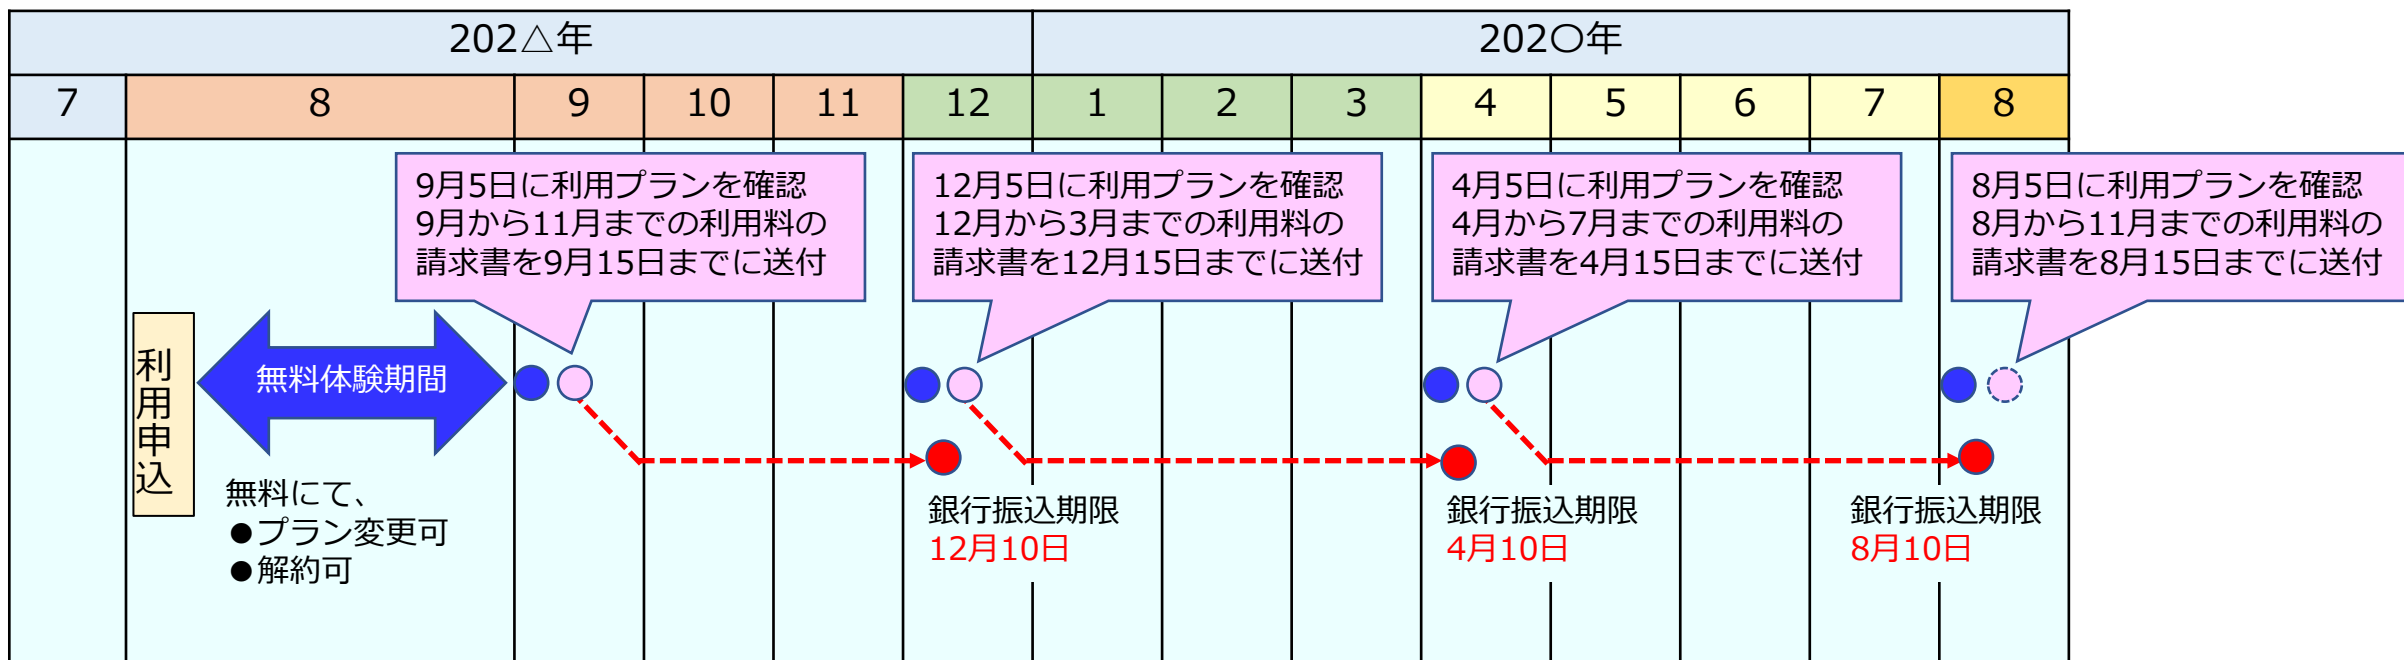 202△年
202〇年
7
8
9
10
11
12
1
2
3
4
5
6
7
8
9月5日に利用プランを確認
9月から11月までの利用料の
請求書を9月15日までに送付
12月5日に利用プランを確認
12月から3月までの利用料の
請求書を12月15日までに送付
4月5日に利用プランを確認
4月から7月までの利用料の
請求書を4月15日までに送付
8月5日に利用プランを確認
8月から11月までの利用料の
請求書を8月15日までに送付
利用申込
無料体験期間
無料にて、
●プラン変更可
●解約可
銀行振込期限
12月10日
銀行振込期限
4月10日
銀行振込期限
8月10日